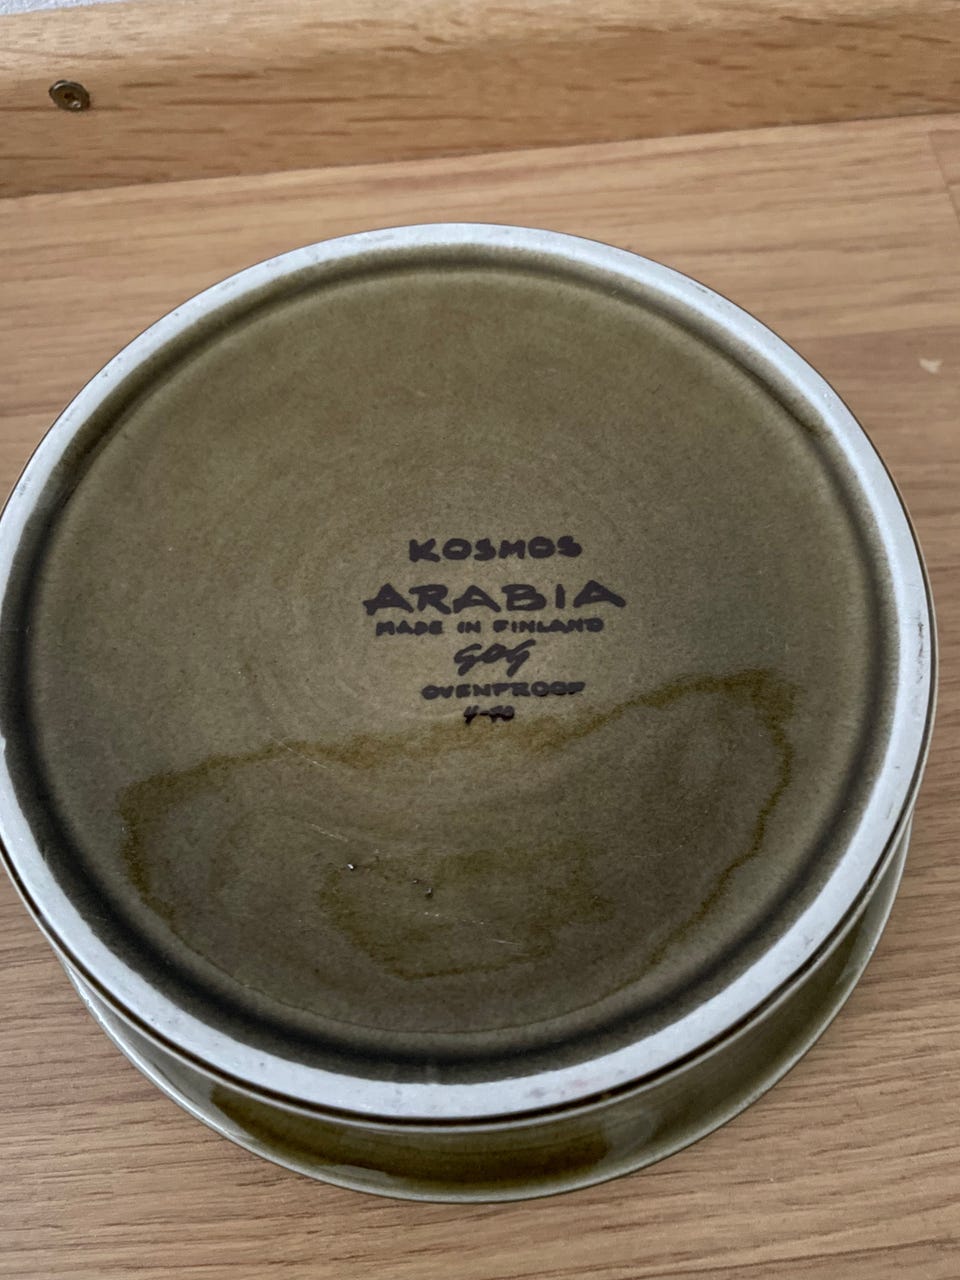 KOSMOS
ARABIA
MADE IN FINLAND
GOG
OVENPROOF